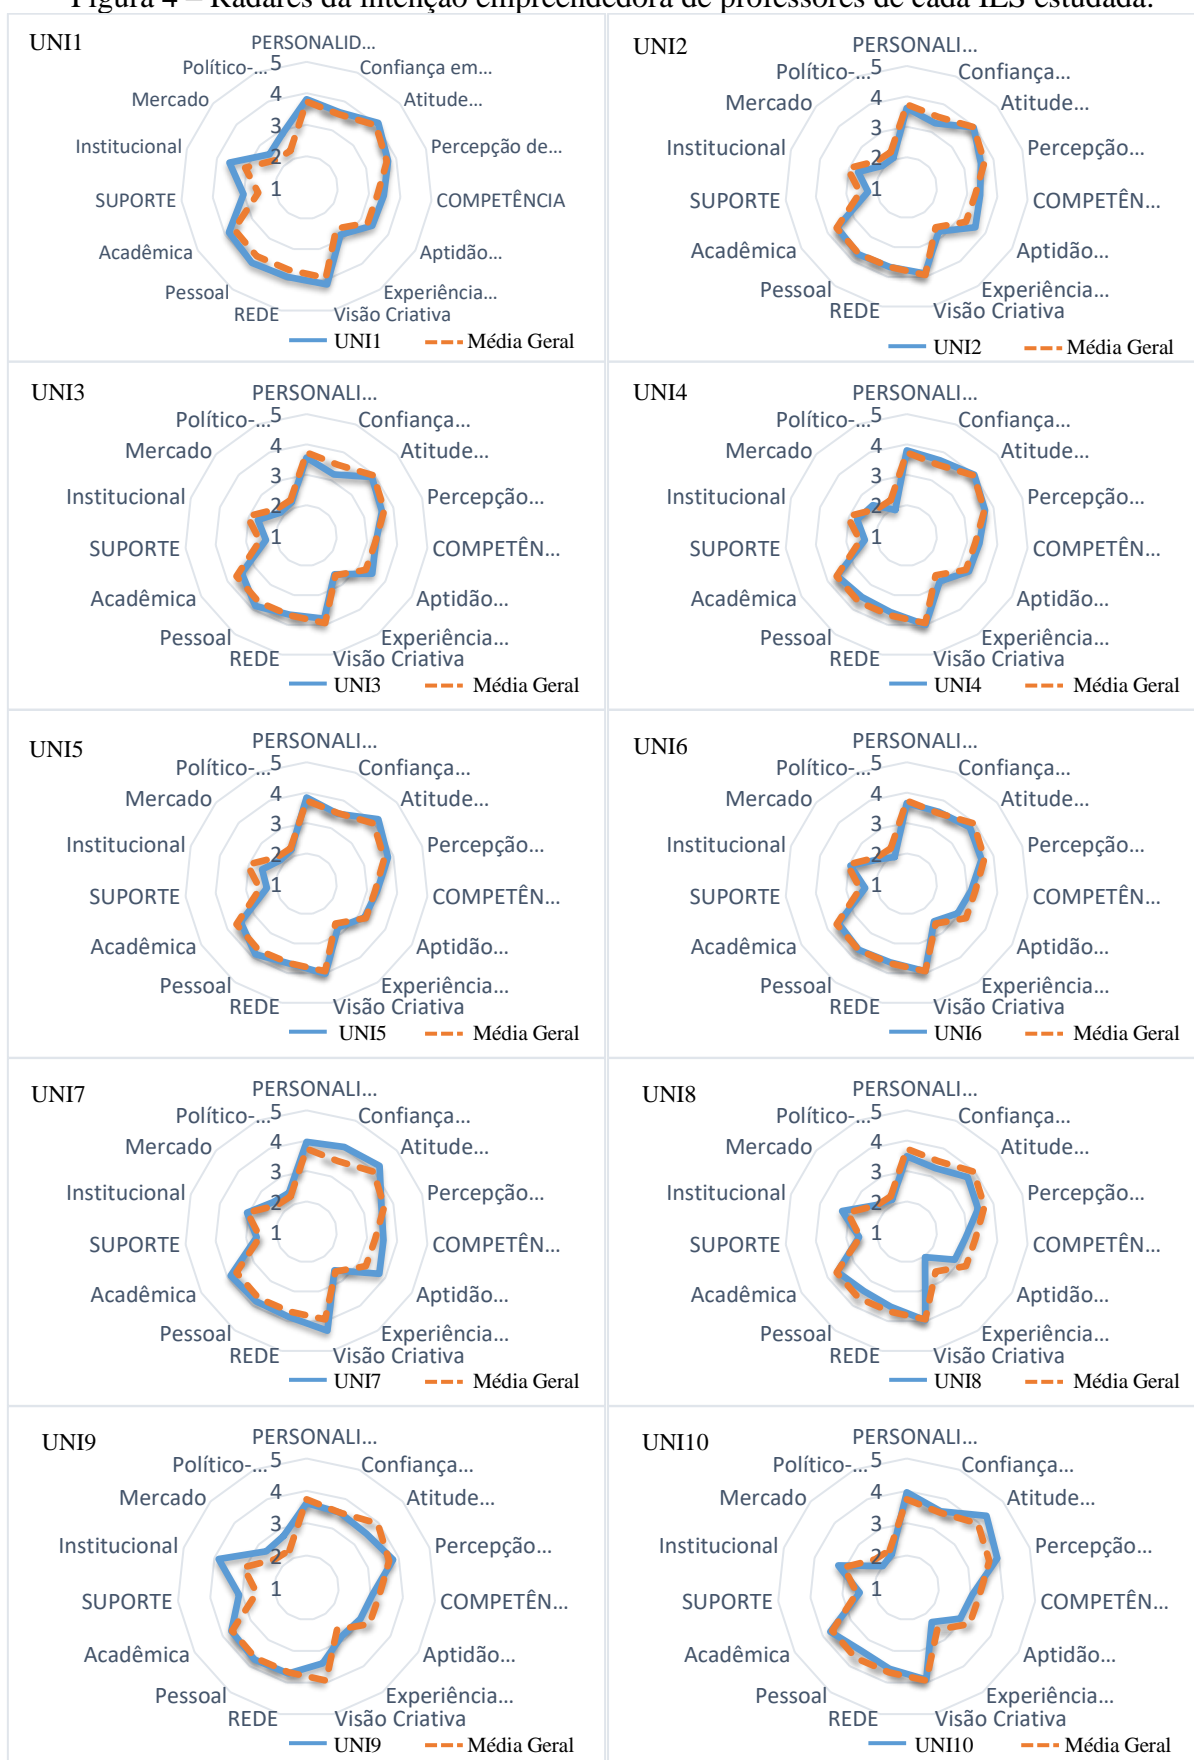 Figura 4 – Radares da intenção empreendedora de professores de cada IES estudada.
UNI1
PERSONALID...
Confiança em...
Atitude...
Percepção de...
COMPETÊNCIA
Aptidão...
Experiência...
Visão Criativa
REDE
Pessoal
Acadêmica
SUPORTE
Institucional
Mercado
Político-...
5
4
3
2
1
UNI1
Média Geral
UNI2
PERSONALI...
Confiança...
Atitude...
Percepção...
COMPETÊN...
Aptidão...
Experiência...
Visão Criativa
REDE
Pessoal
Acadêmica
SUPORTE
Institucional
Mercado
Político-...
5
4
3
2
1
UNI2
Média Geral
UNI3
PERSONALI...
Confiança...
Atitude...
Percepção...
COMPETÊN...
Aptidão...
Experiência...
Visão Criativa
REDE
Pessoal
Acadêmica
SUPORTE
Institucional
Mercado
Político-...
5
4
3
2
1
UNI3
Média Geral
UNI4
PERSONALI...
Confiança...
Atitude...
Percepção...
COMPETÊN...
Aptidão...
Experiência...
Visão Criativa
REDE
Pessoal
Acadêmica
SUPORTE
Institucional
Mercado
Político-...
5
4
3
2
1
UNI4
Média Geral
UNI5
PERSONALI...
Confiança...
Atitude...
Percepção...
COMPETÊN...
Aptidão...
Experiência...
Visão Criativa
REDE
Pessoal
Acadêmica
SUPORTE
Institucional
Mercado
Político-...
5
4
3
2
1
UNI5
Média Geral
UNI6
PERSONALI...
Confiança...
Atitude...
Percepção...
COMPETÊN...
Aptidão...
Experiência...
Visão Criativa
REDE
Pessoal
Acadêmica
SUPORTE
Institucional
Mercado
Político-...
5
4
3
2
1
UNI6
Média Geral
UNI7
PERSONALI...
Confiança...
Atitude...
Percepção...
COMPETÊN...
Aptidão...
Experiência...
Visão Criativa
REDE
Pessoal
Acadêmica
SUPORTE
Institucional
Mercado
Político-...
5
4
3
2
1
UNI7
Média Geral
UNI8
PERSONALI...
Confiança...
Atitude...
Percepção...
COMPETÊN...
Aptidão...
Experiência...
Visão Criativa
REDE
Pessoal
Acadêmica
SUPORTE
Institucional
Mercado
Político-...
5
4
3
2
1
UNI8
Média Geral
UNI9
PERSONALI...
Confiança...
Atitude...
Percepção...
COMPETÊN...
Aptidão...
Experiência...
Visão Criativa
REDE
Pessoal
Acadêmica
SUPORTE
Institucional
Mercado
Político-...
5
4
3
2
1
UNI9
Média Geral
UNI10
PERSONALI...
Confiança...
Atitude...
Percepção...
COMPETÊN...
Aptidão...
Experiência...
Visão Criativa
REDE
Pessoal
Acadêmica
SUPORTE
Institucional
Mercado
Político-...
5
4
3
2
1
UNI10
Média Geral